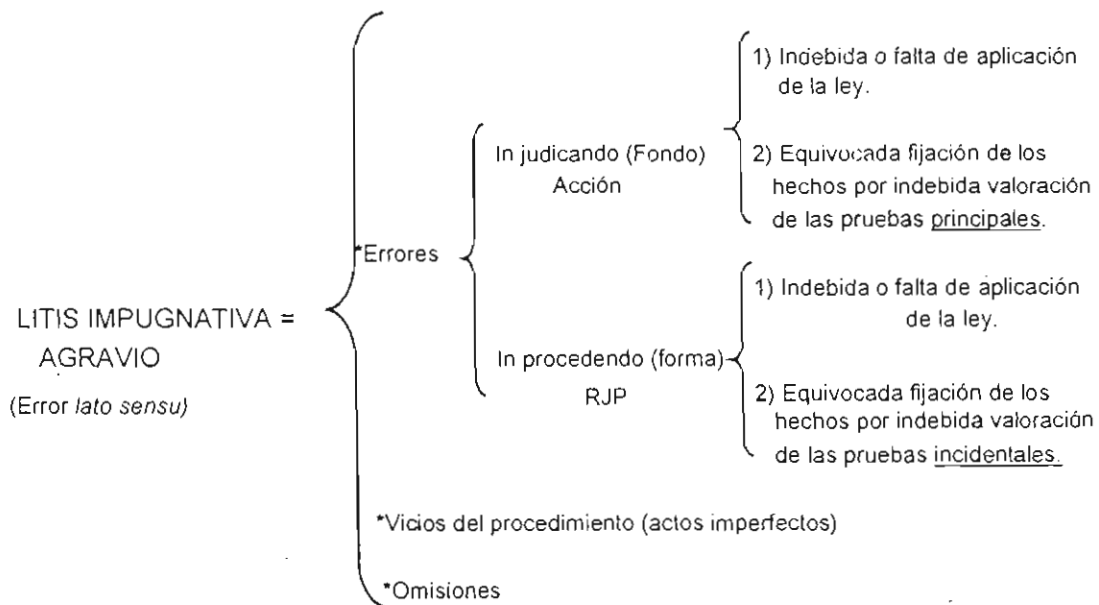 1) Indebida o falta de aplicación
de la ley.
In judicando (Fondo)
Acción
2) Equivocada fijación de los
hechos por indebida valoración
de las pruebas principales.
*Errores
LITIS IMPUGNATIVA =
AGRAVIO
(Error lato sensu)
In procedendo (forma)
RJP
1) Indebida o falta de aplicación
de la ley.
2) Equivocada fijación de los
hechos por indebida valoración
de las pruebas incidentales.
*Vicios del procedimiento (actos imperfectos)
*Omisiones